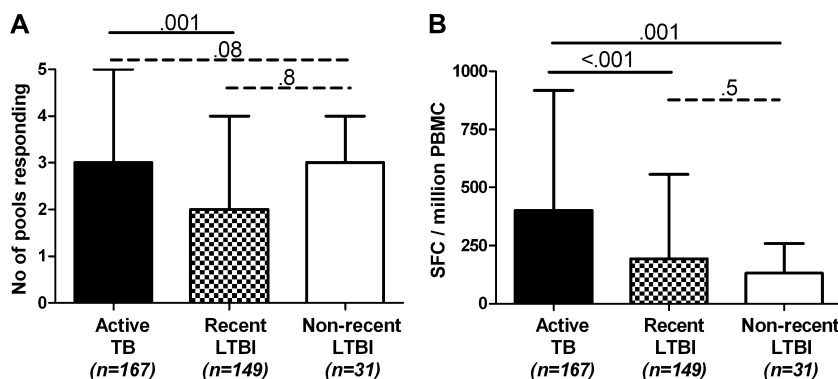 A
.001
.08
.8
No of pools responding
5
4
3
2
1
0
Active
TB
(n=167)
Recent
LTBI
(n=149)
Non-recent
LTBI
(n=31)
B
.001
<.001
.5
SFC / million PBMC
1000
750
500
250
0
Active
TB
(n=167)
Recent
LTBI
(n=149)
Non-recent
LTBI
(n=31)